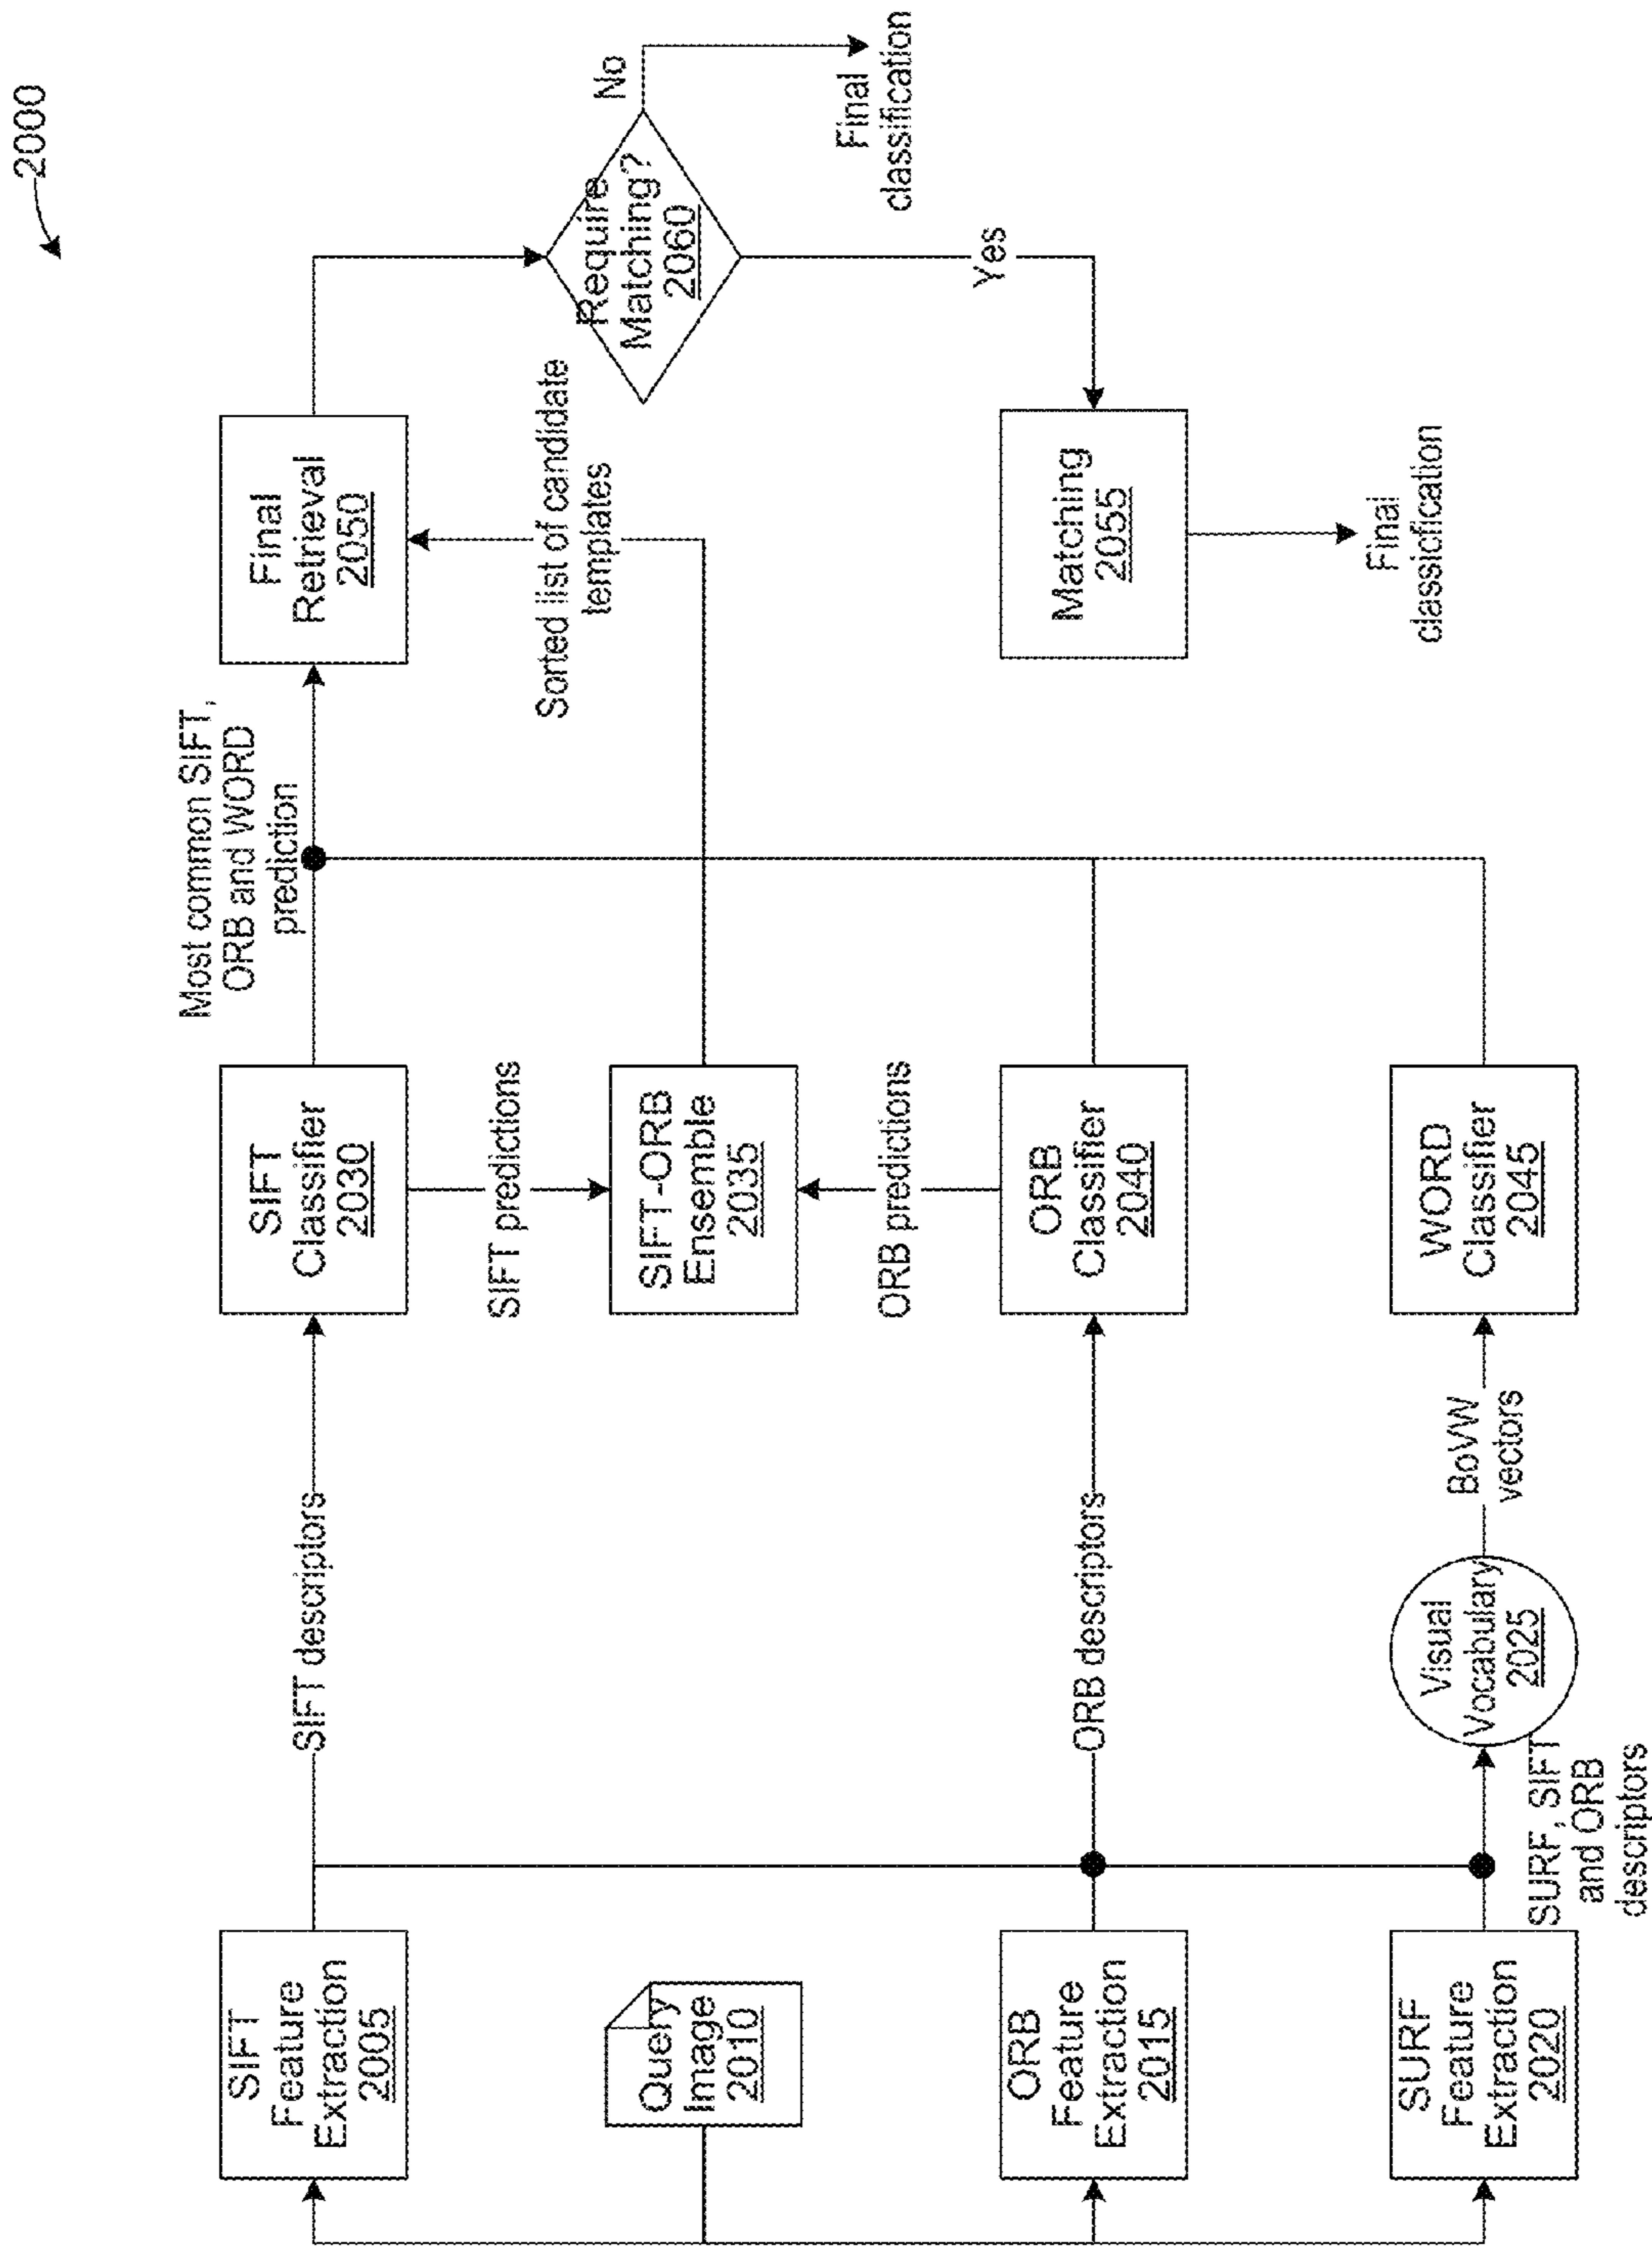 2000
SIFT
Feature
Extraction
2005
Query
Image
2010
ORB
Feature
Extraction
2015
SURF
Feature
Extraction
2020
SIFT descriptors
ORB descriptors
SURF, SIFT
and ORB
descriptors
Visual
Vocabulary
2025
BoVW
vectors
SIFT
Classifier
2030
SIFT predictions
SIFT-ORB
Ensemble
2035
ORB predictions
ORB
Classifier
2040
WORD
Classifier
2045
Most common SIFT,
ORB and WORD
prediction
Final
Retrieval
2050
Sorted list of candidate
templates
Require
Matching?
2060
No
Final
classification
Yes
Matching
2055
Final
classicfication